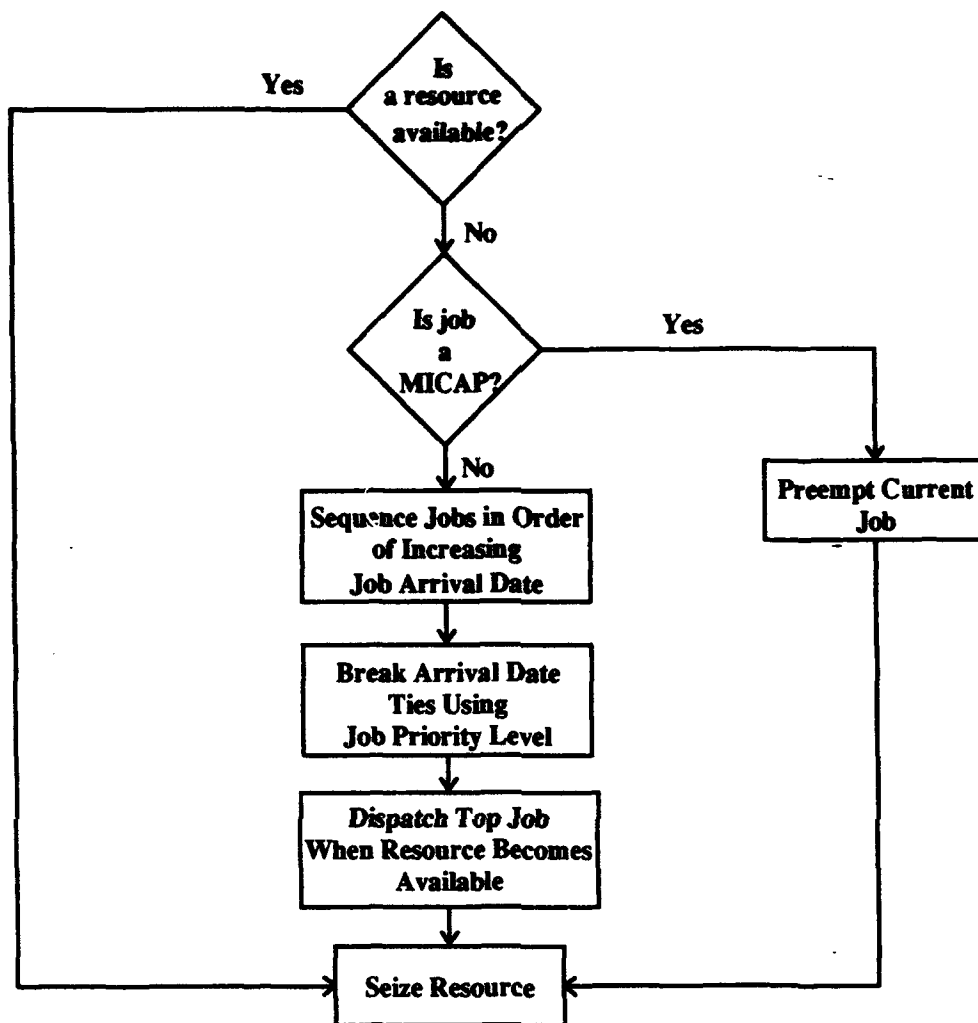 Is
a resource
available?
Yes
No
Is job
a
MICAP?
Yes
No
Preempt Current
Job
Sequence Jobs in Order
of Increasing
Job Arrival Date
Break Arrival Date
Ties Using
Job Priority Level
Dispatch Top Job
When Resource Becomes
Available
Seize Resource